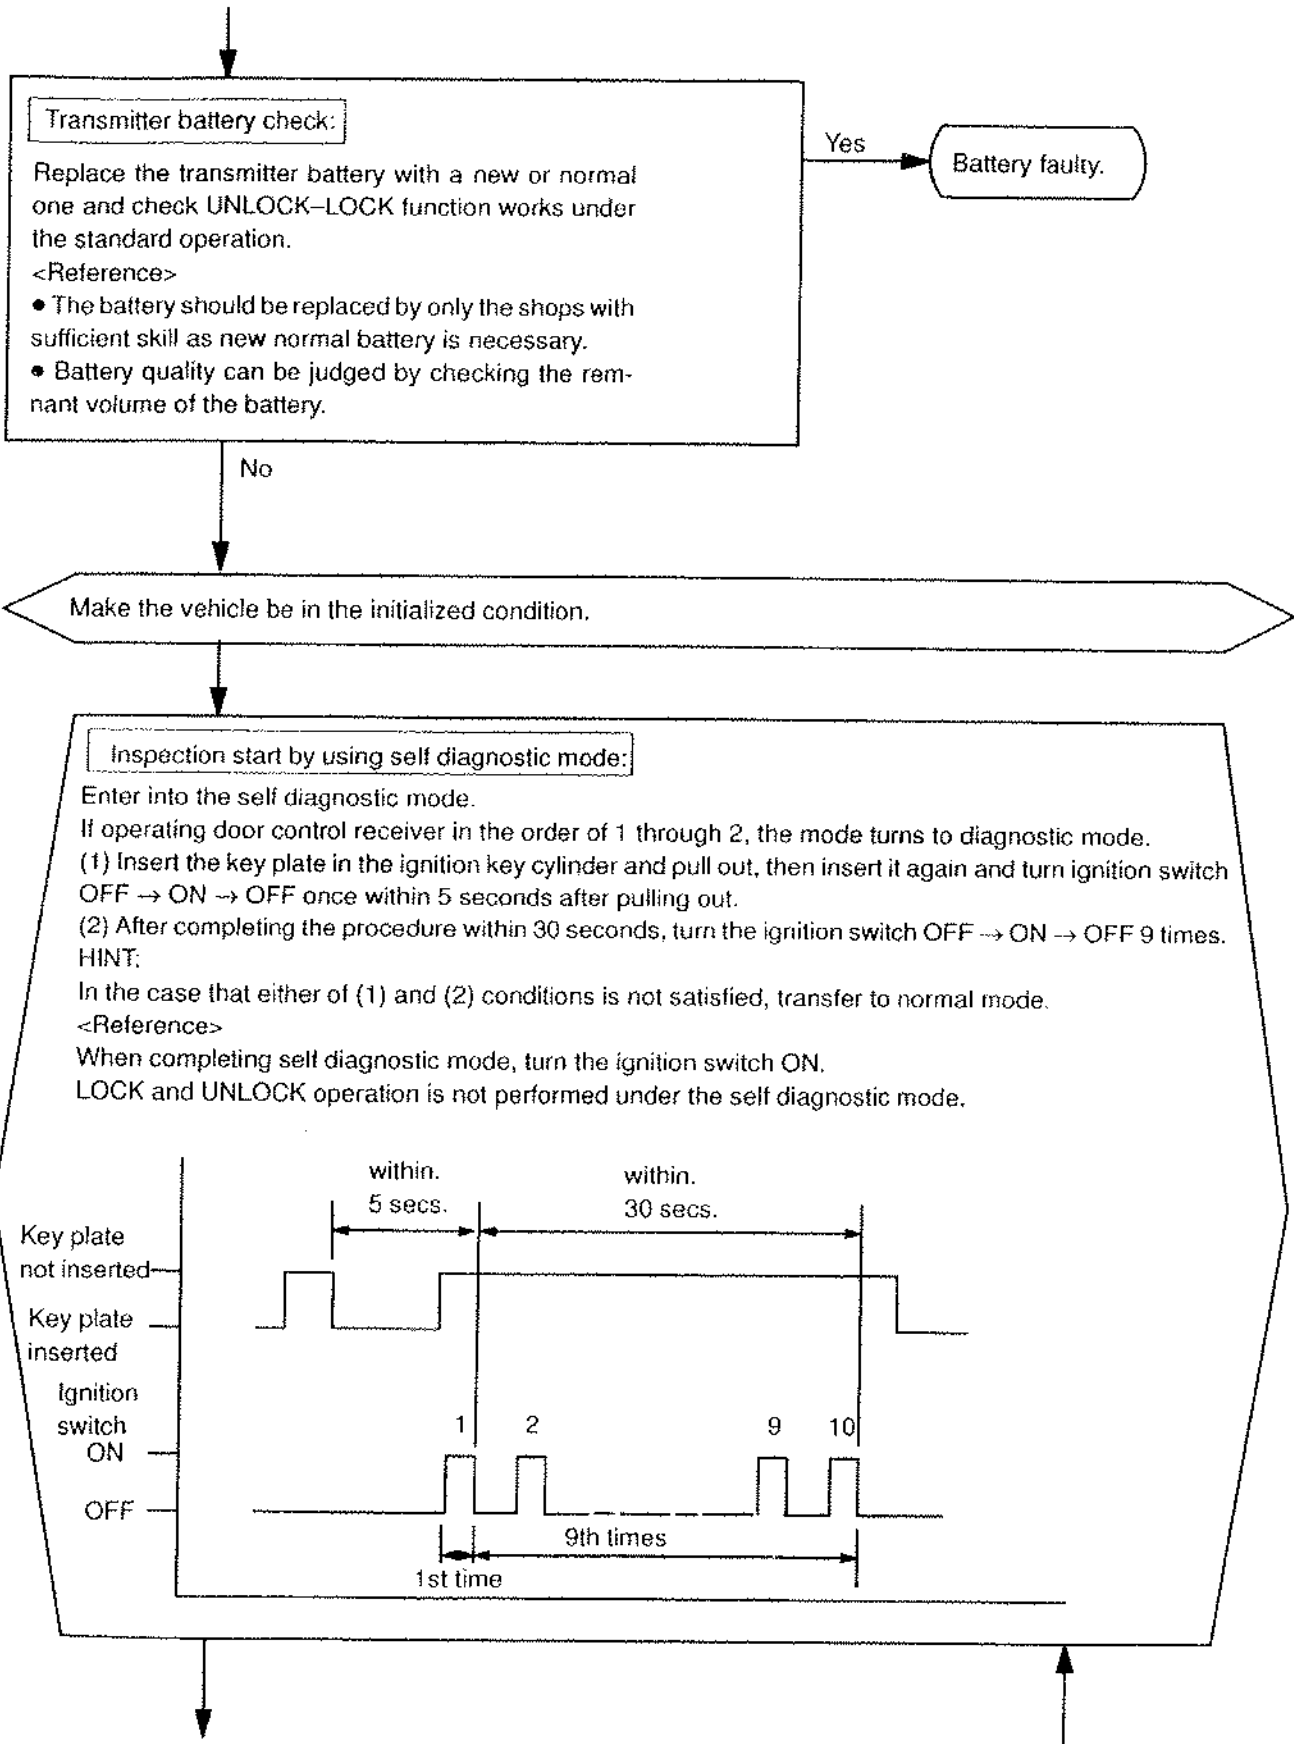 Transmitter battery check:
Yes
Battery faulty.
Replace the transmitter battery with a new or normal
one and check UNLOCK–LOCK function works under
the standard operation.
<Reference>
● The battery should be replaced by only the shops with
sufficient skill as new normal battery is necessary.
● Battery quality can be judged by checking the rem-
nant volume of the battery.
No
Make the vehicle be in the initialized condition.
Inspection start by using self diagnostic mode:
Enter into the self diagnostic mode.
If operating door control receiver in the order of 1 through 2, the mode turns to diagnostic mode.
(1) Insert the key plate in the ignition key cylinder and pull out, then insert it again and turn ignition switch
OFF → ON → OFF once within 5 seconds after pulling out.
(2) After completing the procedure within 30 seconds, turn the ignition switch OFF → ON → OFF 9 times.
HINT:
In the case that either of (1) and (2) conditions is not satisfied, transfer to normal mode.
<Reference>
When completing self diagnostic mode, turn the ignition switch ON.
LOCK and UNLOCK operation is not performed under the self diagnostic mode.
within.
5 secs.
within.
30 secs.
Key plate
not inserted
Key plate
inserted
Ignition
switch
ON
OFF
1
2
9
10
9th times
1st time